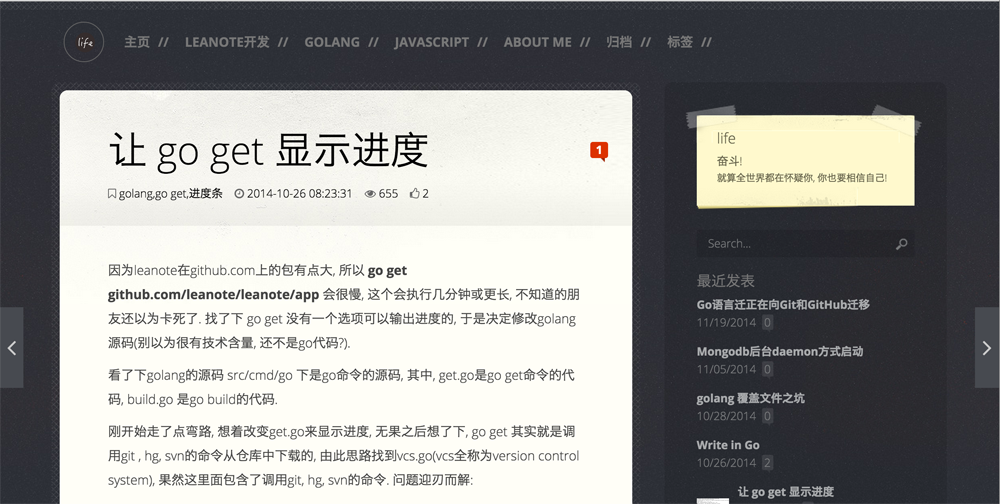 life
主页 // LEANOTE开发 // GOLANG // JAVASCRIPT // ABOUT ME // 归档 // 标签 //
让 go get 显示进度
1
golang,go get,进度条 2014-10-26 08:23:31 655 2
因为leanote在github.com上的包有点大, 所以 go get
github.com/leanote/leanote/app 会很慢, 这个会执行几分钟或更长, 不知道的朋
友还以为卡死了. 找了下 go get 没有一个选项可以输出进度的, 于是决定修改golang
源码(别以为很有技术含量, 还不是go代码?).
看了下golang的源码 src/cmd/go 下是go命令的源码, 其中, get.go是go get命令的代
码, build.go 是go build的代码.
刚开始走了点弯路, 想着改变get.go来显示进度, 无果之后想了下, go get 其实就是调
用git , hg, svn的命令从仓库中下载的, 由此思路找到vcs.go(vcs全称为version control
system), 果然这里面包含了调用git, hg, svn的命令. 问题迎刃而解:
life
奋斗!
就算全世界都在怀疑你, 你也要相信自己!
Search...
最近发表
Go语言迁正在向Git和GitHub迁移
11/19/2014 0
Mongodb后台daemon方式启动
11/05/2014 0
golang 覆盖文件之坑
10/28/2014 0
Write in Go
10/26/2014 2
让 go get 显示进度